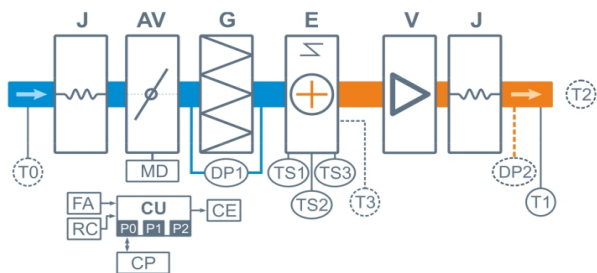 J AV G E V J
T0
MD
DP1
TS1 TS3
TS2
T3
DP2
T1
T2
FA
RC
CU
P0 P1 P2
CE
CP